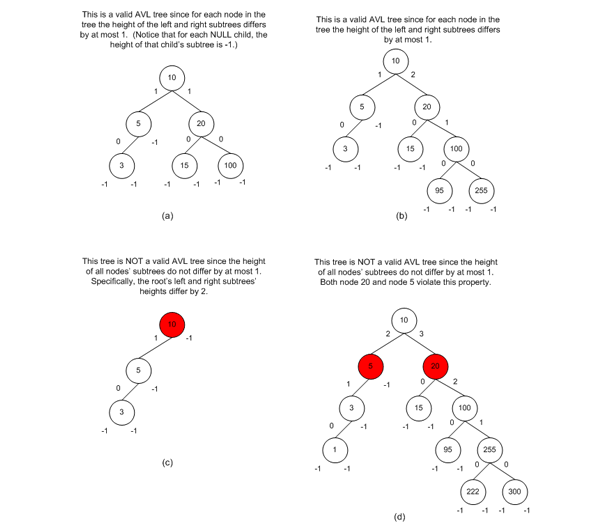 This is a valid AVL tree since for each node in the
tree the height of the left and right subtrees differs
by at most 1. (Notice that for each NULL child, the
height of that child's subtree is -1.)
10
1 1
5 20
0 -1 0 0
3 15 100
-1 -1 -1 -1 -1 -1
(a)
This is a valid AVL tree since for each node in the
tree the height of the left and right subtrees differs
by at most 1.
10
1 2
5 20
0 -1 0 1
3 15 100
-1 -1 -1 -1 0 0
95 255
-1 -1 -1 -1
(b)
This tree is NOT a valid AVL tree since the height
of all nodes' subtrees do not differ by at most 1.
Specifically, the root's left and right subtrees'
heights differ by 2.
10
1 -1
5
0 -1
3
-1 -1
(c)
This tree is NOT a valid AVL tree since the height
of all nodes' subtrees do not differ by at most 1.
Both node 20 and node 5 violate this property.
10
2 3
5 20
1 -1 0 2
3 15 100
0 -1 -1 -1 0 1
1 95 255
-1 -1 -1 -1 0 0
222 300
-1 -1 -1 -1
(d)